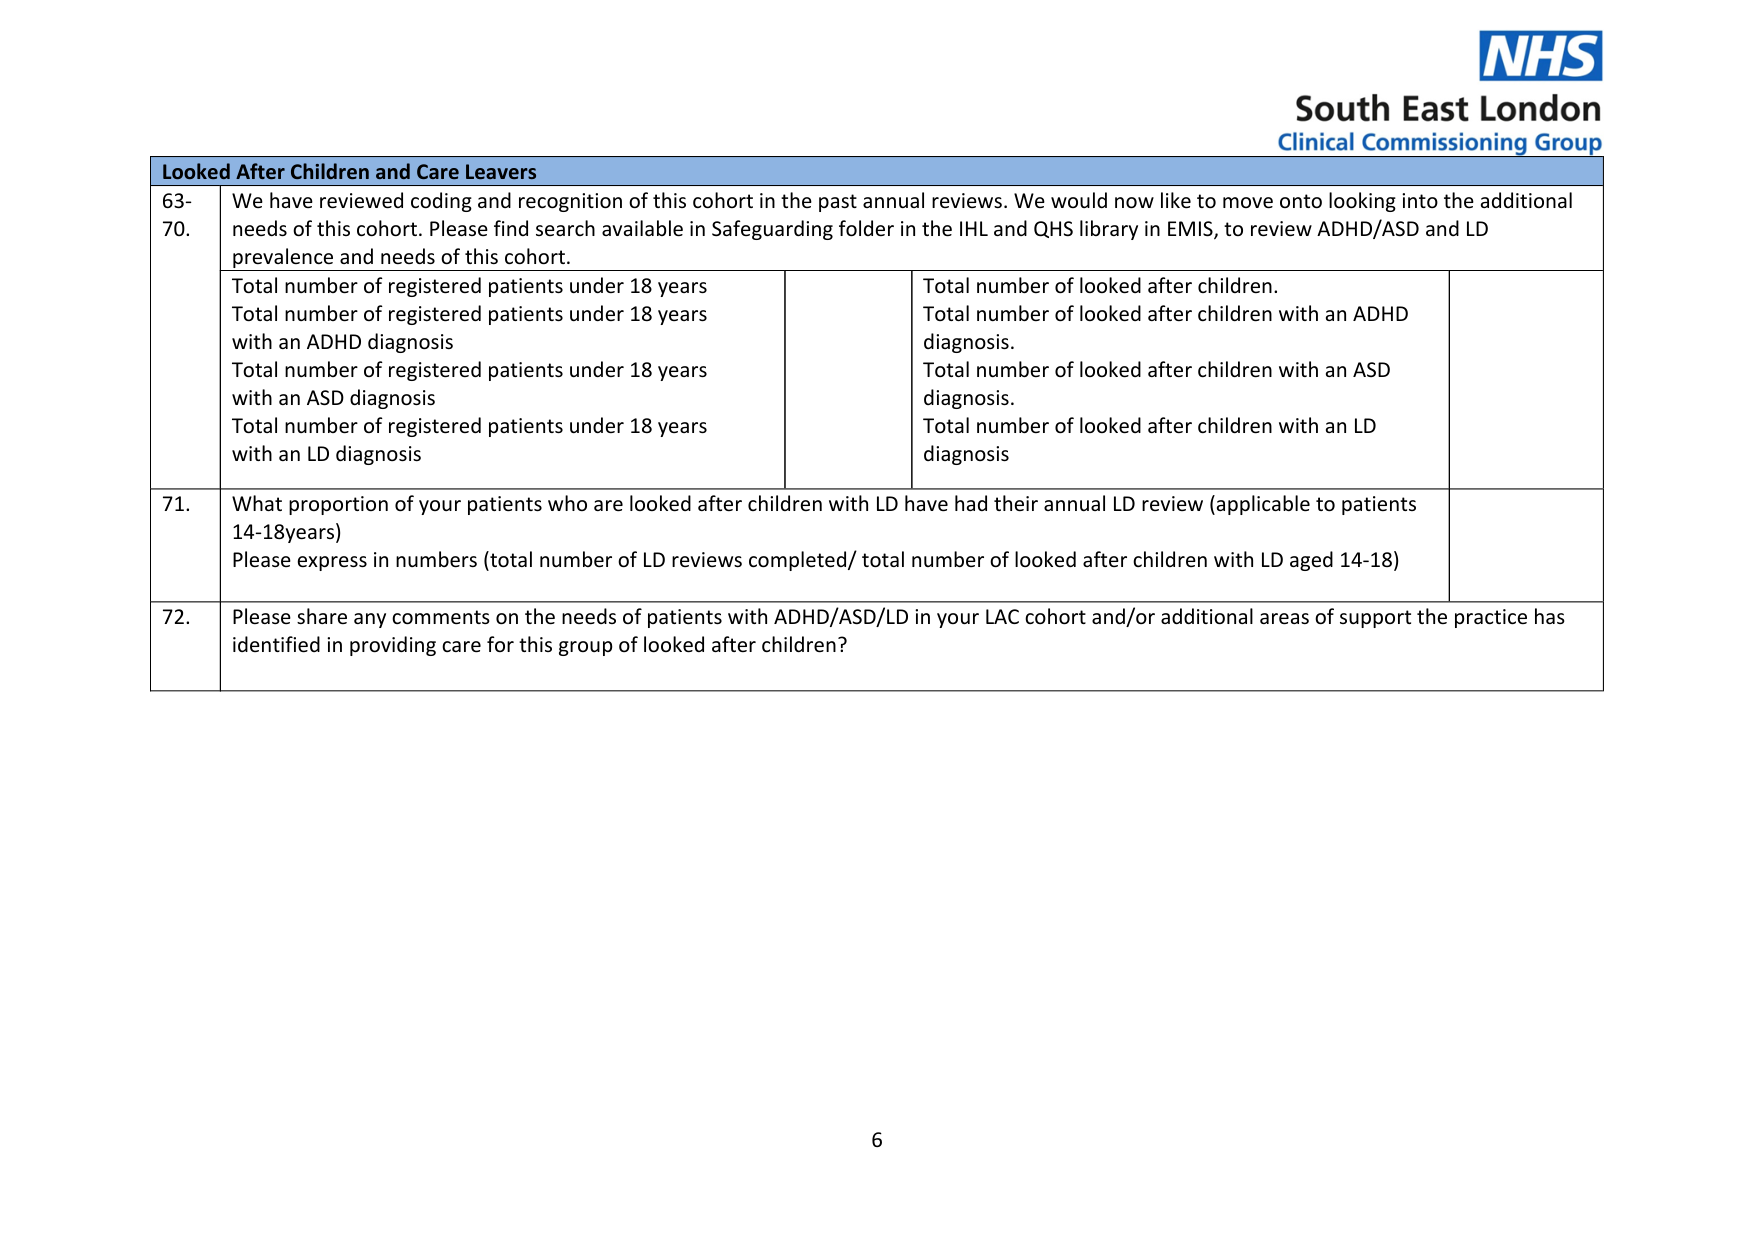 NHS
South East London
Clinical Commissioning Group
Looked After Children and Care Leavers
63-
70.
We have reviewed coding and recognition of this cohort in the past annual reviews. We would now like to move onto looking into the additional
needs of this cohort. Please find search available in Safeguarding folder in the IHL and QHS library in EMIS, to review ADHD/ASD and LD
prevalence and needs of this cohort.
Total number of registered patients under 18 years
Total number of registered patients under 18 years
with an ADHD diagnosis
Total number of registered patients under 18 years
with an ASD diagnosis
Total number of registered patients under 18 years
with an LD diagnosis
Total number of looked after children.
Total number of looked after children with an ADHD
diagnosis.
Total number of looked after children with an ASD
diagnosis.
Total number of looked after children with an LD
diagnosis
71.
What proportion of your patients who are looked after children with LD have had their annual LD review (applicable to patients
14-18years)
Please express in numbers (total number of LD reviews completed/ total number of looked after children with LD aged 14-18)
72.
Please share any comments on the needs of patients with ADHD/ASD/LD in your LAC cohort and/or additional areas of support the practice has
identified in providing care for this group of looked after children?
6